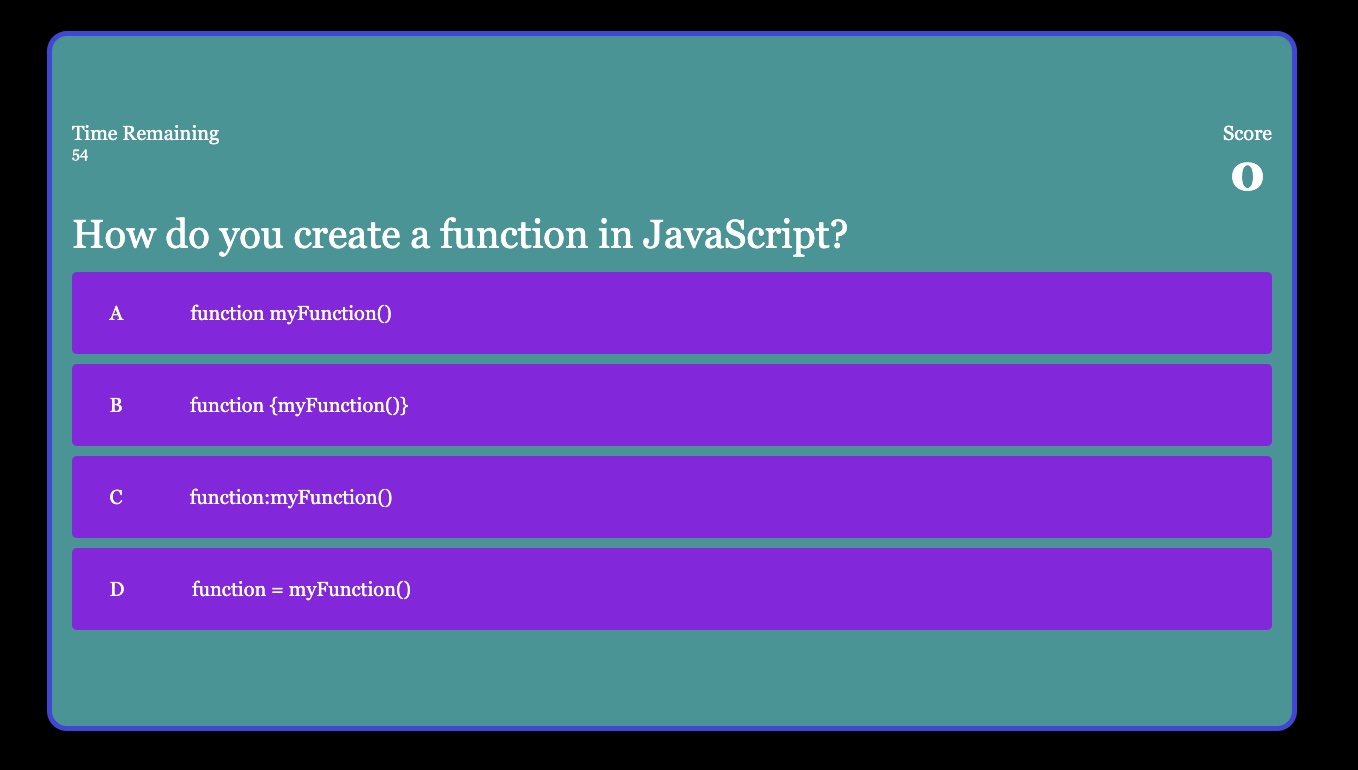 Time Remaining
54
Score
0
How do you create a function in JavaScript?
A function myFunction()
B function {myFunction()}
C function:myFunction()
D function = myFunction()